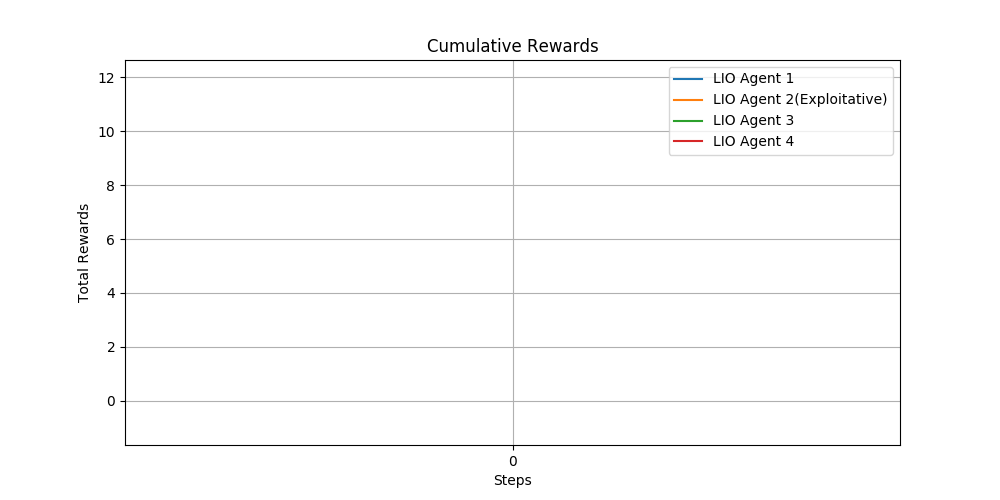 Cumulative Rewards
LIO Agent 1
LIO Agent 2(Exploitative)
LIO Agent 3
LIO Agent 4
Total Rewards
12
10
8
6
4
2
0
0
Steps